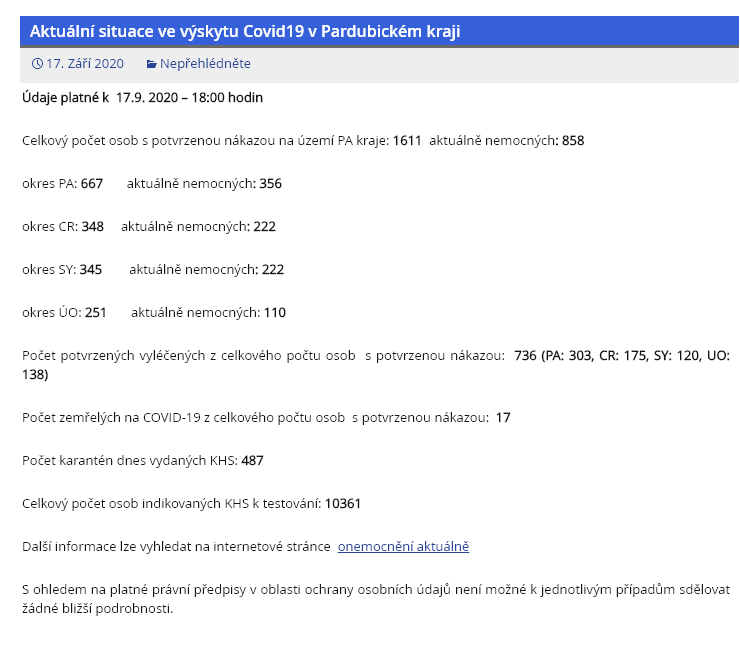 Aktuální situace ve výskytu Covid19 v Pardubickém kraji
17. Září 2020 Nepřehlédněte
Údaje platné k 17.9. 2020 – 18:00 hodin
Celkový počet osob s potvrzenou nákazou na území PA kraje: 1611 aktuálně nemocných: 858
okres PA: 667 aktuálně nemocných: 356
okres CR: 348 aktuálně nemocných: 222
okres SY: 345 aktuálně nemocných: 222
okres ÚO: 251 aktuálně nemocných: 110
Počet potvrzených vyléčených z celkového počtu osob s potvrzenou nákazou: 736 (PA: 303, CR: 175, SY: 120, UO:
138)
Počet zemřelých na COVID-19 z celkového počtu osob s potvrzenou nákazou: 17
Počet karantén dnes vydaných KHS: 487
Celkový počet osob indikovaných KHS k testování: 10361
Další informace lze vyhledat na internetové stránce onemocnění aktuálně
S ohledem na platné právní předpisy v oblasti ochrany osobních údajů není možné k jednotlivým případům sdělovat
žádné bližší podrobnosti.